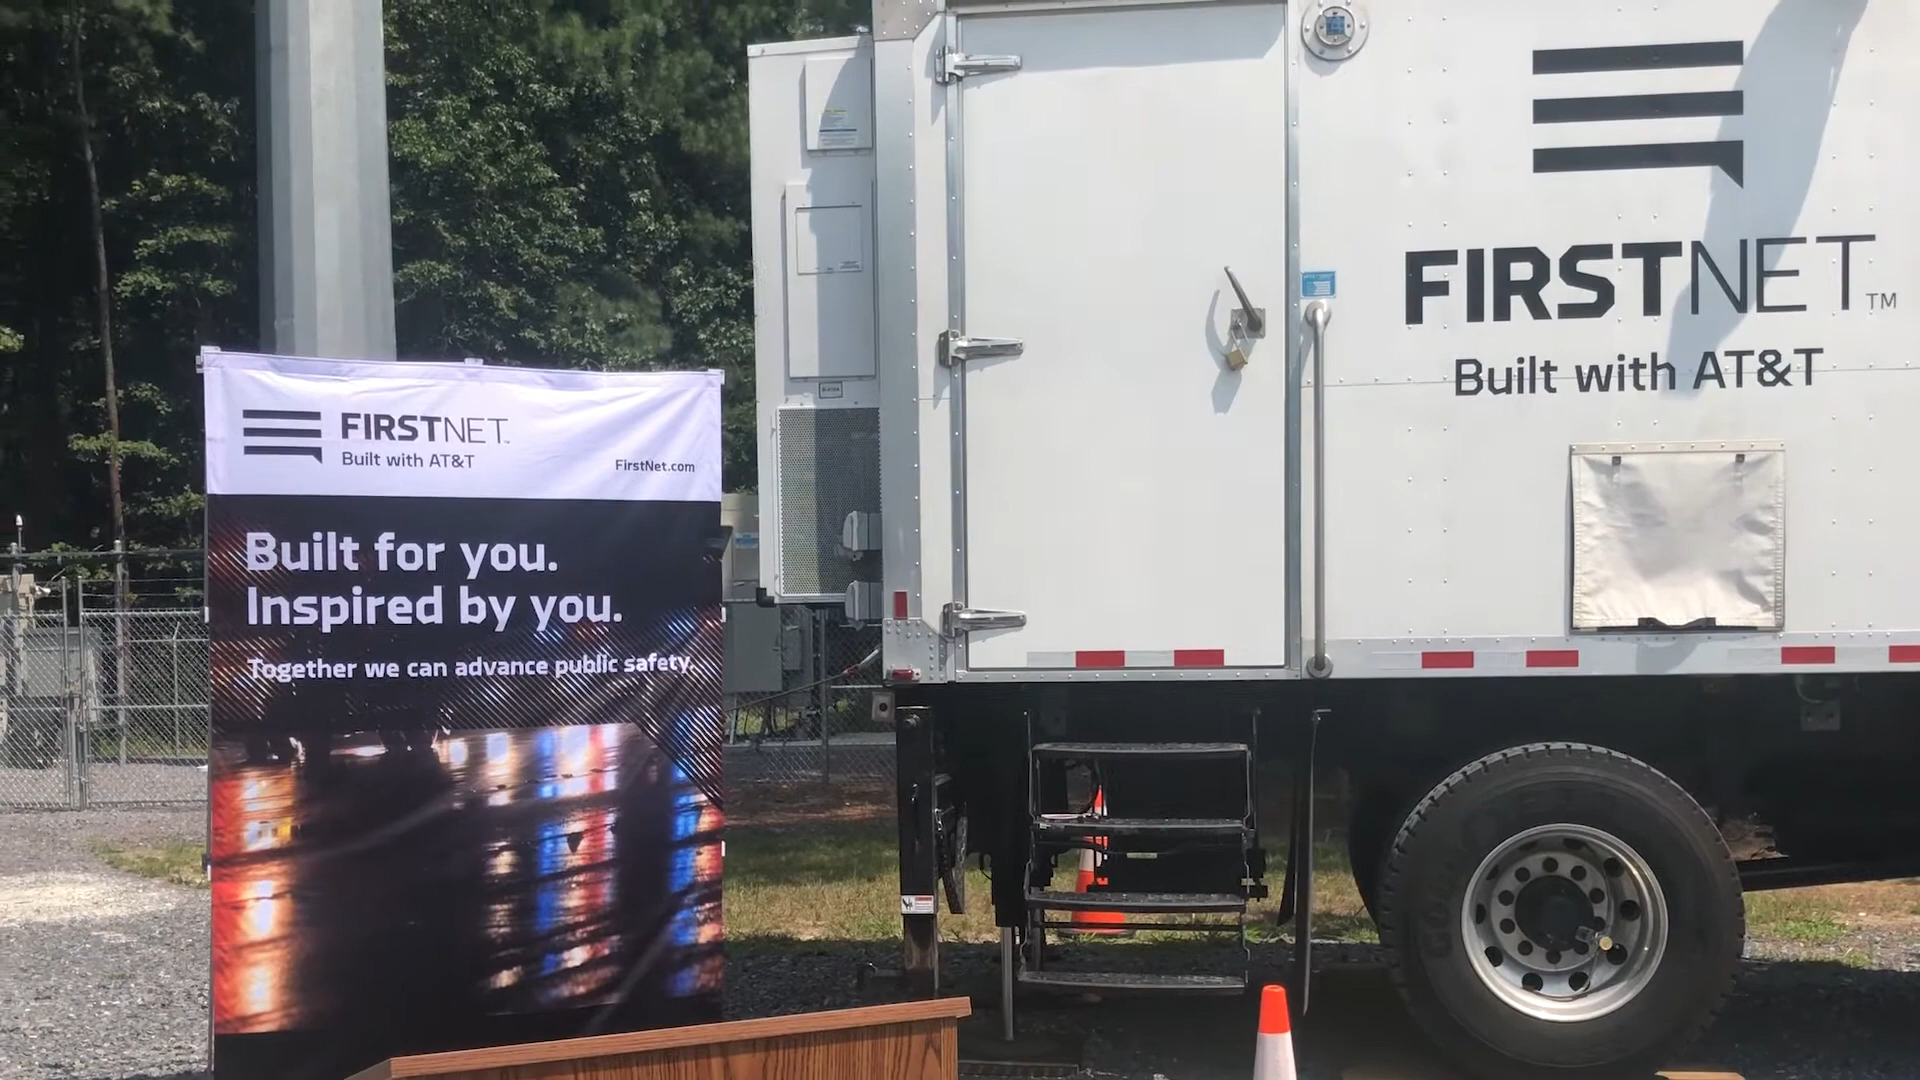 FIRSTNET
Built with AT&T
FirstNet.com
Built for you.
Inspired by you.
Together we can advance public safety.
FIRSTNET™
Built with AT&T